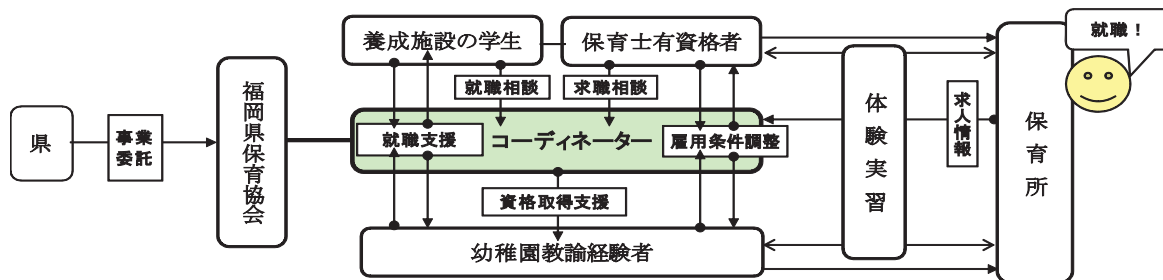 県
事業
委託
福岡県保育協会
養成施設の学生
保育士有資格者
就職相談
求職相談
就職支援
コーディネーター
雇用条件調整
資格取得支援
幼稚園教諭経験者
体験実習
求人情報
保育所
就職！